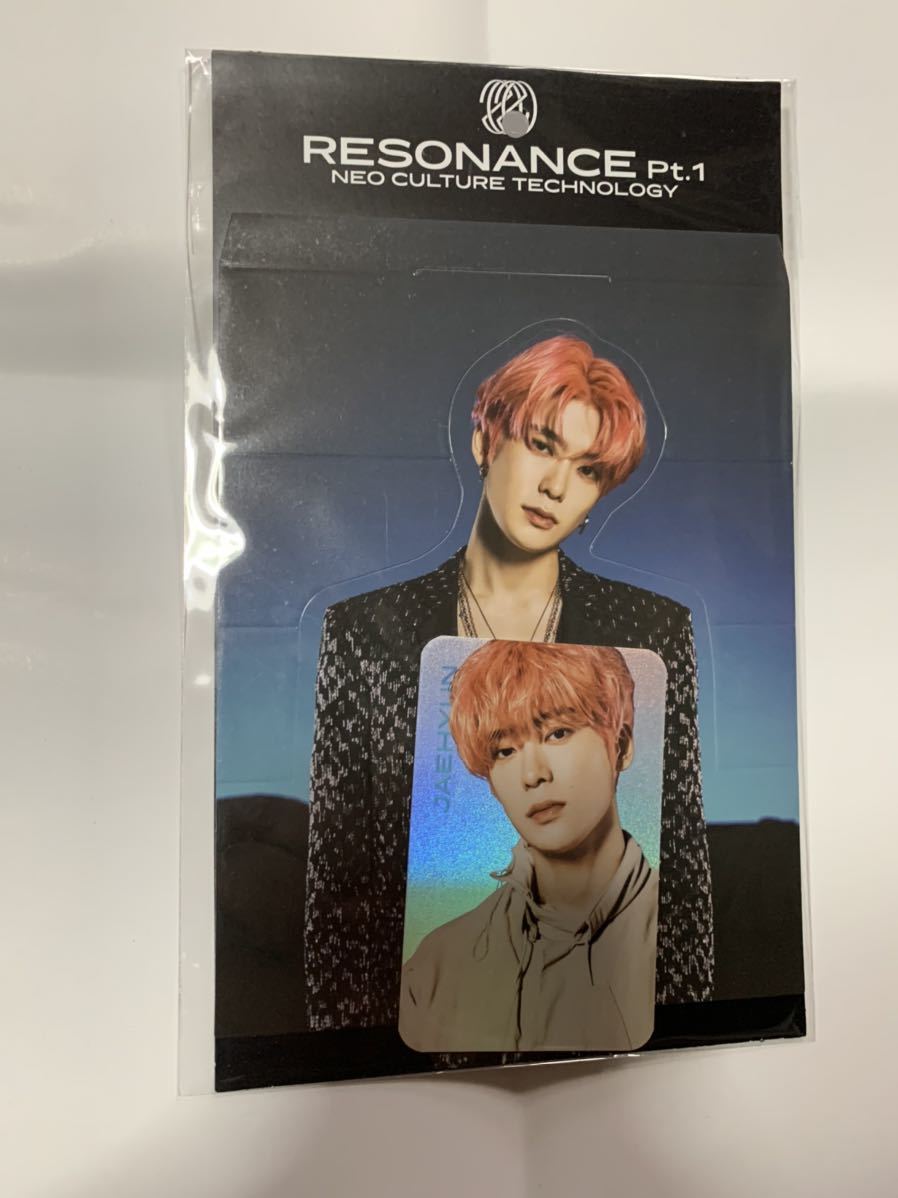 RESONANCE Pt.1
NEO CULTURE TECHNOLOGY
JAEHYUN